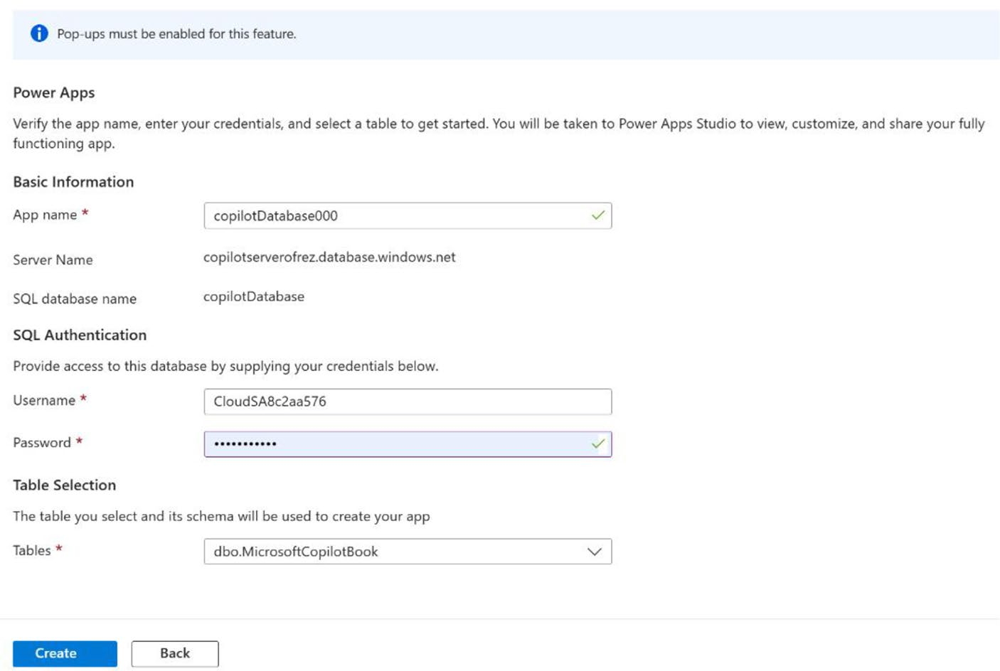 Pop-ups must be enabled for this feature.
Power Apps
Verify the app name, enter your credentials, and select a table to get started. You will be taken to Power Apps Studio to view, customize, and share your fully
functioning app.
Basic Information
App name * copilotDatabase000
Server Name copilotserverofrez.database.windows.net
SQL database name copilotDatabase
SQL Authentication
Provide access to this database by supplying your credentials below.
Username * CloudSA8c2aa576
Password * •••••••••••
Table Selection
The table you select and its schema will be used to create your app
Tables * dbo.MicrosoftCopilotBook
Create Back